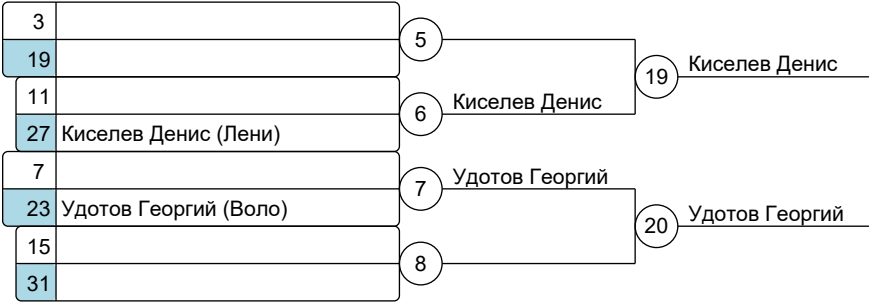 3
5
19
19 Киселев Денис
11
6 Киселев Денис
27 Киселев Денис (Лени)
7
7 Удотов Георгий
23 Удотов Георгий (Воло)
20 Удотов Георгий
15
8
31